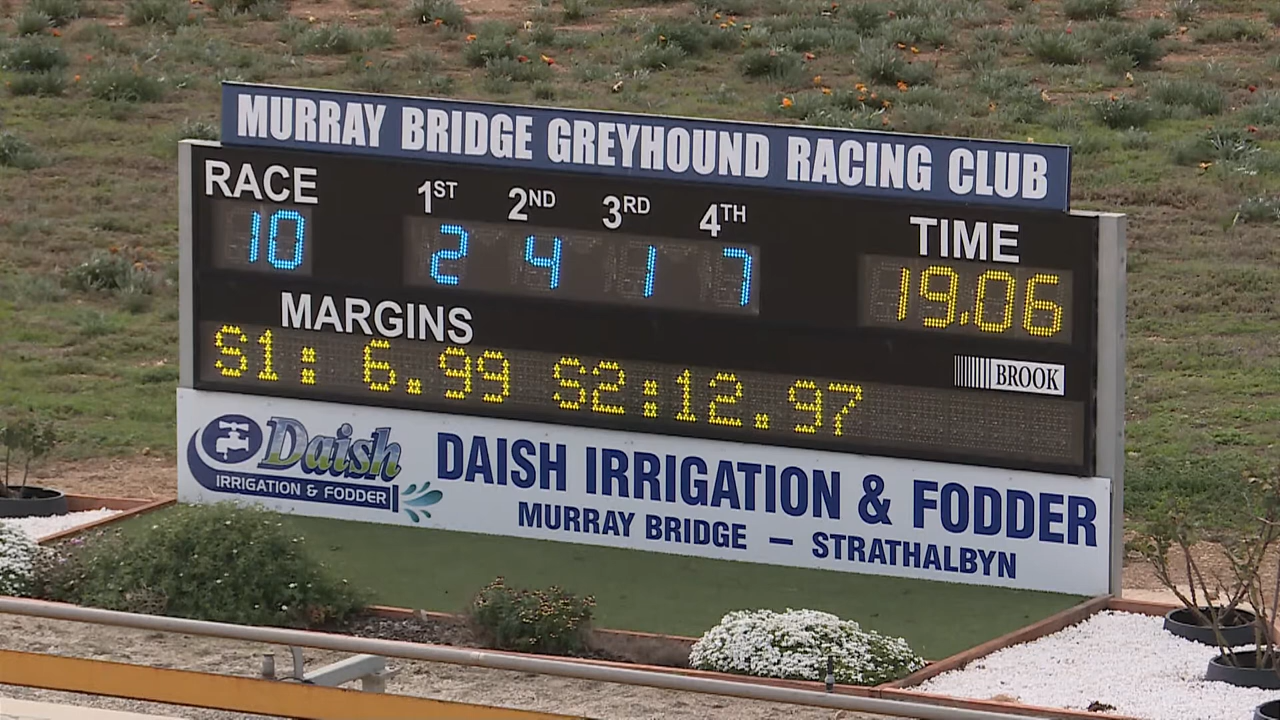 MURRAY BRIDGE GREYHOUND RACING CLUB
RACE 1ST 2ND 3RD 4TH TIME
10 2 4 1 7 19.06
MARGINS
BROOK
S1: 6.99 S2:12.97
Daish
IRRIGATION & FODDER
DAISH IRRIGATION & FODDER
MURRAY BRIDGE – STRATHALBYN